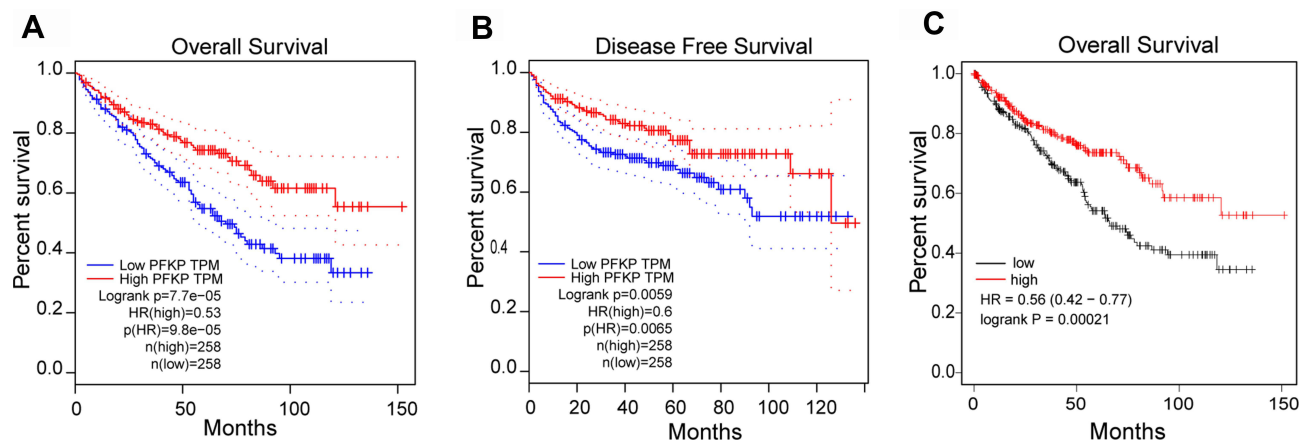 A
Overall Survival
Percent survival
1.0
0.8
0.6
0.4
0.2
0.0
Low PFKP TPM
High PFKP TPM
Logrank p=7.7e−05
HR(high)=0.53
p(HR)=9.8e−05
n(high)=258
n(low)=258
0 50 100 150
Months
B
Disease Free Survival
Percent survival
1.0
0.8
0.6
0.4
0.2
0.0
Low PFKP TPM
High PFKP TPM
Logrank p=0.0059
HR(high)=0.6
p(HR)=0.0065
n(high)=258
n(low)=258
0 20 40 60 80 100 120
Months
C
Overall Survival
Percent survival
1.0
0.8
0.6
0.4
0.2
0.0
low
high
HR = 0.56 (0.42 − 0.77)
logrank P = 0.00021
0 50 100 150
Months